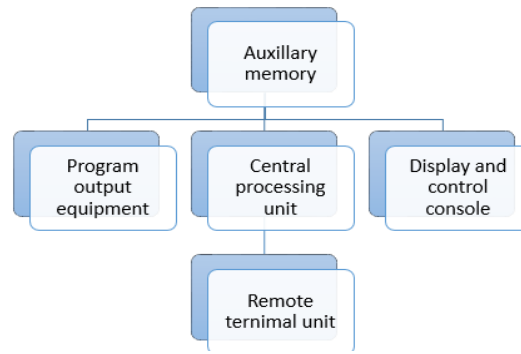 Auxillary
memory
Program
output
equipment
Central
processing
unit
Display and
control
console
Remote
ternimal unit